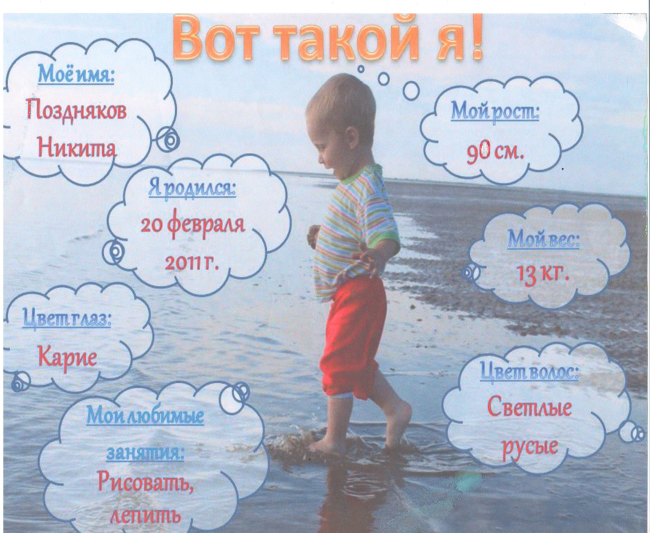 Вот такой я!
Моё имя:
Поздняков
Никита
Я родился:
20 февраля
2011 г.
Цвет глаз:
Карие
Мои любимые
занятия:
Рисовать,
лепить
Мой рост:
90 см.
Мой вес:
13 кг.
Цвет волос:
Светлые
русые